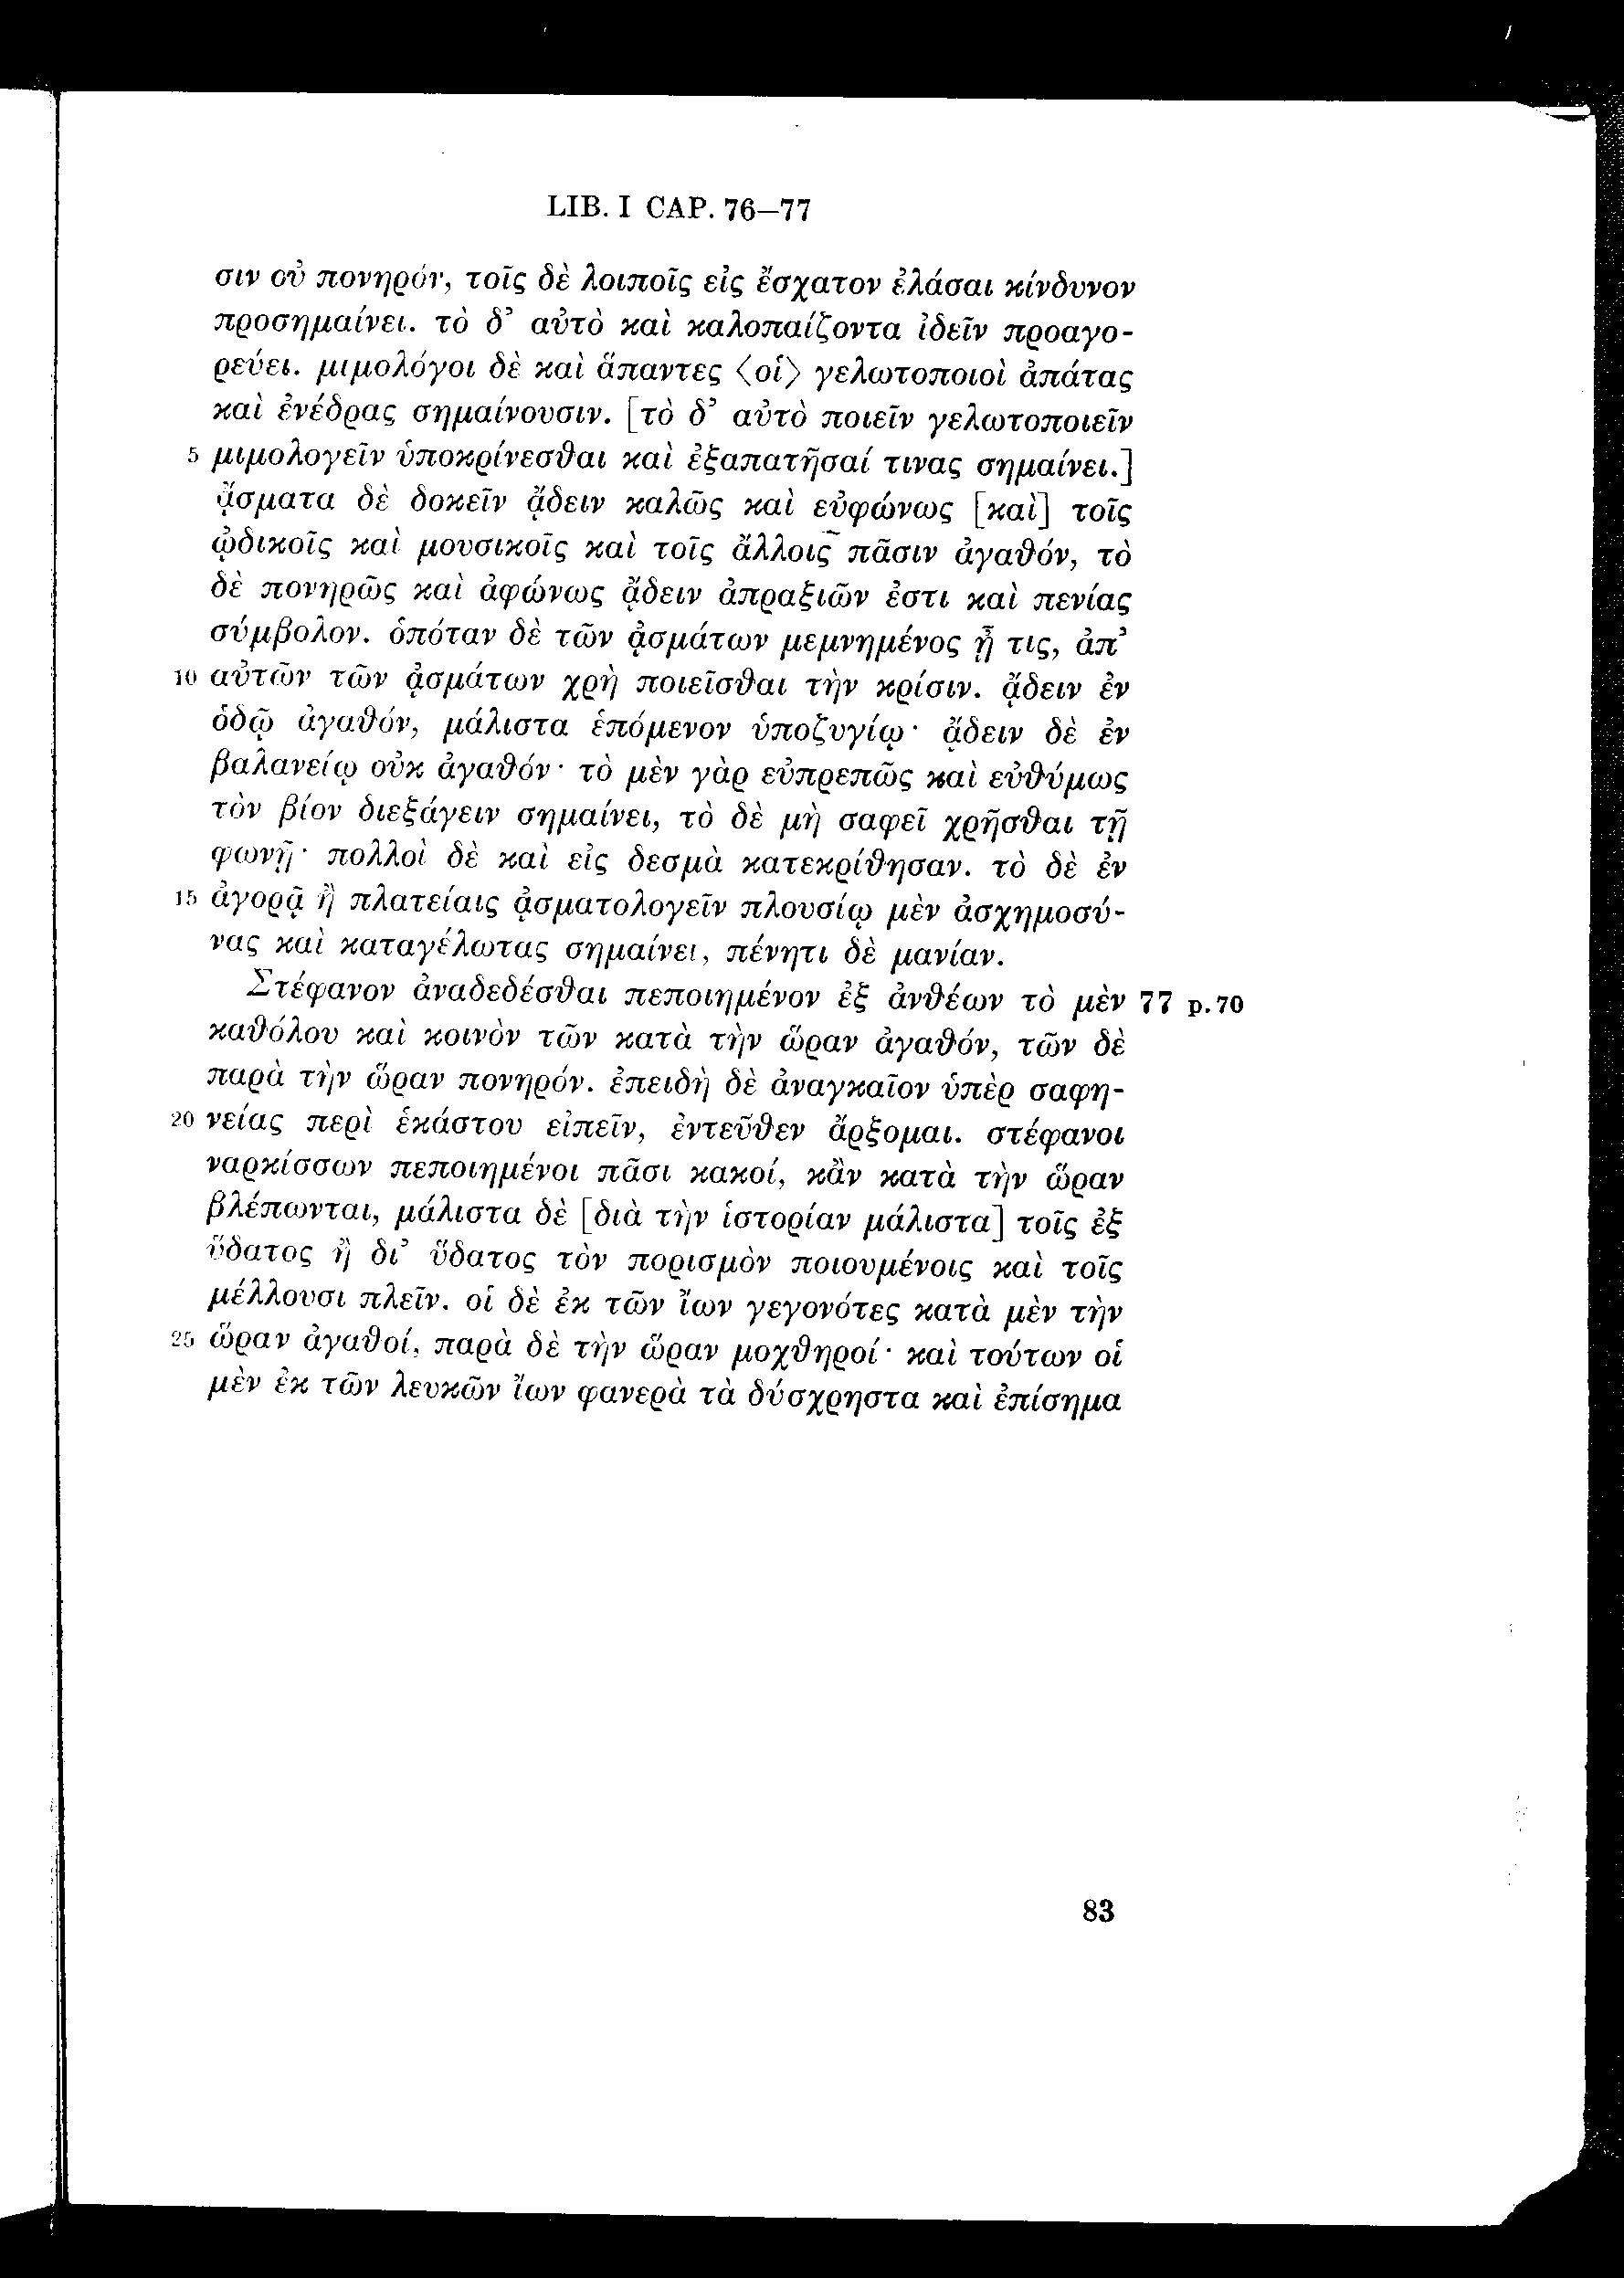 LIB. I CAP. 76–77
σιν οὐ πονηρόν, τοῖς δὲ λοιποῖς εἰς ἔσχατον ἐλάσαι κίνδυνον
προσημαίνει. τὸ δ’ αὐτὸ καὶ καλοπαίζοντα ἰδεῖν προαγο-
ρεύει. μιμολόγοι δὲ καὶ ἅπαντες ⟨οἱ⟩ γελωτοποιοὶ ἀπάτας
καὶ ἐνέδρας σημαίνουσιν. [τὸ δ’ αὐτὸ ποιεῖν γελωτοποιεῖν
5 μιμολογεῖν ὑποκρίνεσθαι καὶ ἐξαπατῆσαί τινας σημαίνει.]
ᾄσματα δὲ δοκεῖν ᾄδειν καλῶς καὶ εὐφώνως [καὶ] τοῖς
ᾠδικοῖς καὶ μουσικοῖς καὶ τοῖς ἄλλοις πᾶσιν ἀγαθόν, τὸ
δὲ πονηρῶς καὶ ἀφώνως ᾄδειν ἀπραξιῶν ἐστι καὶ πενίας
σύμβολον. ὁπόταν δὲ τῶν ᾀσμάτων μεμνημένος ᾖ τις, ἀπ’
10 αὐτῶν τῶν ᾀσμάτων χρὴ ποιεῖσθαι τὴν κρίσιν. ᾄδειν ἐν
ὁδῷ ἀγαθόν, μάλιστα ἑπόμενον ὑποζυγίῳ· ᾄδειν δὲ ἐν
βαλανείῳ οὐκ ἀγαθόν· τὸ μὲν γὰρ εὐπρεπῶς καὶ εὐθύμως
τὸν βίον διεξάγειν σημαίνει, τὸ δὲ μὴ σαφεῖ χρῆσθαι τῇ
φωνῇ· πολλοὶ δὲ καὶ εἰς δεσμὰ κατεκρίθησαν. τὸ δὲ ἐν
15 ἀγορᾷ ἢ πλατείαις ᾀσματολογεῖν πλουσίῳ μὲν ἀσχημοσύ-
νας καὶ καταγέλωτας σημαίνει, πένητι δὲ μανίαν.
Στέφανον ἀναδεδέσθαι πεποιημένον ἐξ ἀνθέων τὸ μὲν 77 p. 70
καθόλου καὶ κοινὸν τῶν κατὰ τὴν ὥραν ἀγαθόν, τῶν δὲ
παρὰ τὴν ὥραν πονηρόν. ἐπειδὴ δὲ ἀναγκαῖον ὑπὲρ σαφη-
20 νείας περὶ ἑκάστου εἰπεῖν, ἐντεῦθεν ἄρξομαι. στέφανοι
ναρκίσσων πεποιημένοι πᾶσι κακοί, κἂν κατὰ τὴν ὥραν
βλέπωνται, μάλιστα δὲ [διὰ τὴν ἱστορίαν μάλιστα] τοῖς ἐξ
ὕδατος ἢ δι’ ὕδατος τὸν πορισμὸν ποιουμένοις καὶ τοῖς
μέλλουσι πλεῖν. οἱ δὲ ἐκ τῶν ἴων γεγονότες κατὰ μὲν τὴν
25 ὥραν ἀγαθοί, παρὰ δὲ τὴν ὥραν μοχθηροί· καὶ τούτων οἱ
μὲν ἐκ τῶν λευκῶν ἴων φανερὰ τὰ δύσχρηστα καὶ ἐπίσημα
83